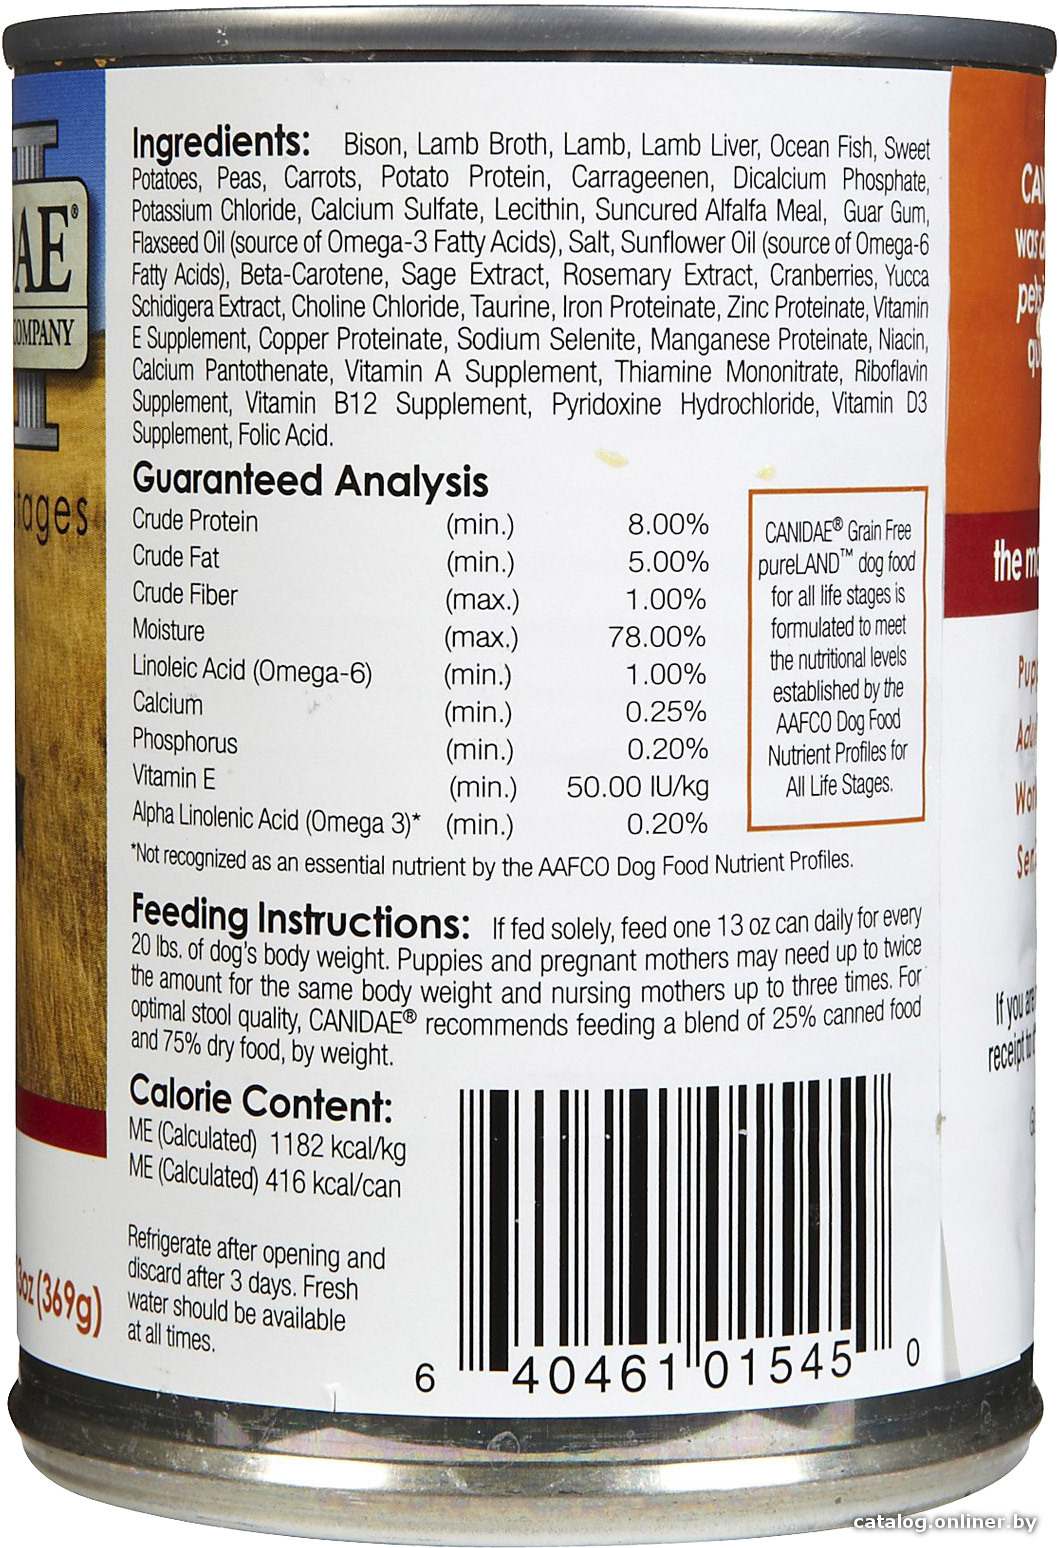 Ingredients: Bison, Lamb Broth, Lamb, Lamb Liver, Ocean Fish, Sweet
Potatoes, Peas, Carrots, Potato Protein, Carrageenen, Dicalcium Phosphate,
Potassium Chloride, Calcium Sulfate, Lecithin, Suncured Alfalfa Meal, Guar Gum,
Flaxseed Oil (source of Omega-3 Fatty Acids), Salt, Sunflower Oil (source of Omega-6
Fatty Acids), Beta-Carotene, Sage Extract, Rosemary Extract, Cranberries, Yucca
Schidigera Extract, Choline Chloride, Taurine, Iron Proteinate, Zinc Proteinate, Vitamin
E Supplement, Copper Proteinate, Sodium Selenite, Manganese Proteinate, Niacin,
Calcium Pantothenate, Vitamin A Supplement, Thiamine Mononitrate, Riboflavin
Supplement, Vitamin B12 Supplement, Pyridoxine Hydrochloride, Vitamin D3
Supplement, Folic Acid.
Guaranteed Analysis
Crude Protein (min.) 8.00%
Crude Fat (min.) 5.00%
Crude Fiber (max.) 1.00%
Moisture (max.) 78.00%
Linoleic Acid (Omega-6) (min.) 1.00%
Calcium (min.) 0.25%
Phosphorus (min.) 0.20%
Vitamin E (min.) 50.00 IU/kg
Alpha Linolenic Acid (Omega 3)* (min.) 0.20%
*Not recognized as an essential nutrient by the AAFCO Dog Food Nutrient Profiles.
CANIDAE® Grain Free
pureLAND™ dog food
for all life stages is
formulated to meet
the nutritional levels
established by the
AAFCO Dog Food
Nutrient Profiles for
All Life Stages.
Feeding Instructions: If fed solely, feed one 13 oz can daily for every
20 lbs. of dog's body weight. Puppies and pregnant mothers may need up to twice
the amount for the same body weight and nursing mothers up to three times. For
optimal stool quality, CANIDAE® recommends feeding a blend of 25% canned food
and 75% dry food, by weight.
Calorie Content:
ME (Calculated) 1182 kcal/kg
ME (Calculated) 416 kcal/can
Refrigerate after opening and
discard after 3 days. Fresh
water should be available
at all times.
6 40461 01545 0
AE®
COMPANY
tages
13oz (369g)
the
If you
receipt to
catalog.onliner.by